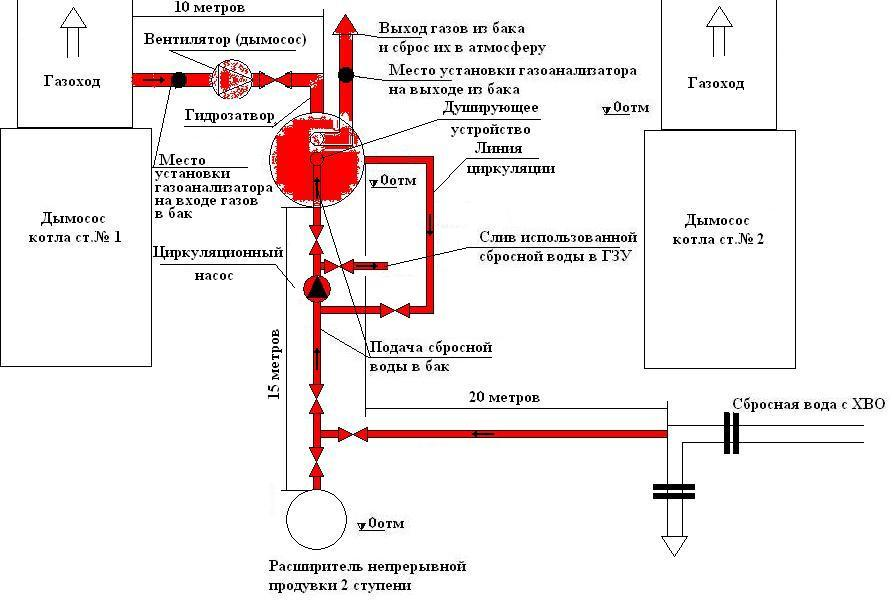 10 метров
Вентилятор (дымосос)
Газоход
Выход газов из бака
и сброс их в атмосферу
Место установки газоанализатора
на выходе из бака
Газоход
Гидрозатвор
Душирующее
устройство
0отм
Место
установки
газоанализатора
на входе газов
в бак
Линия
циркуляции
0отм
Дымосос
котла ст.№ 1
Дымосос
котла ст.№ 2
Циркуляционный
насос
Слив использованной
сбросной воды в ГЗУ
Подача сбросной
воды в бак
15 метров
20 метров
Сбросная вода с ХВО
0отм
Расширитель непрерывной
продувки 2 ступени